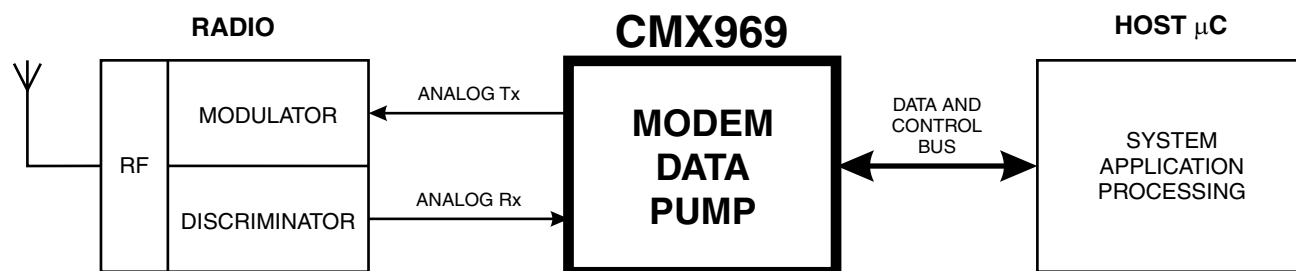 RADIO
CMX969
HOST μC
RF
MODULATOR
DISCRIMINATOR
ANALOG Tx
ANALOG Rx
MODEM
DATA
PUMP
DATA AND
CONTROL
BUS
SYSTEM
APPLICATION
PROCESSING